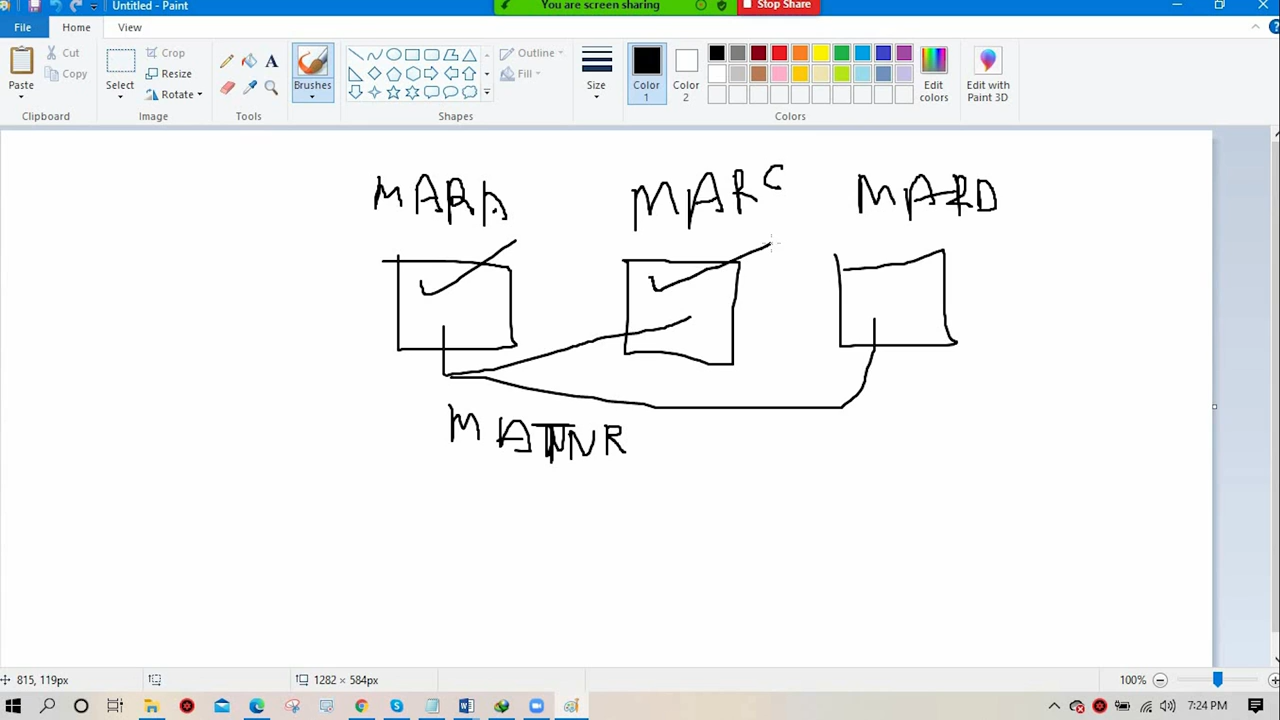 Untitled - Paint
You are screen sharing
Stop Share
File
Home
View
Paste
Cut
Copy
Clipboard
Select
Crop
Resize
Rotate
Image
Tools
Brushes
Shapes
Outline
Fill
Size
Color 1
Color 2
Colors
Edit colors
Edit with Paint 3D
MARA MARC MARD
MATNR
815, 119px
1282 × 584px
100%
7:24 PM